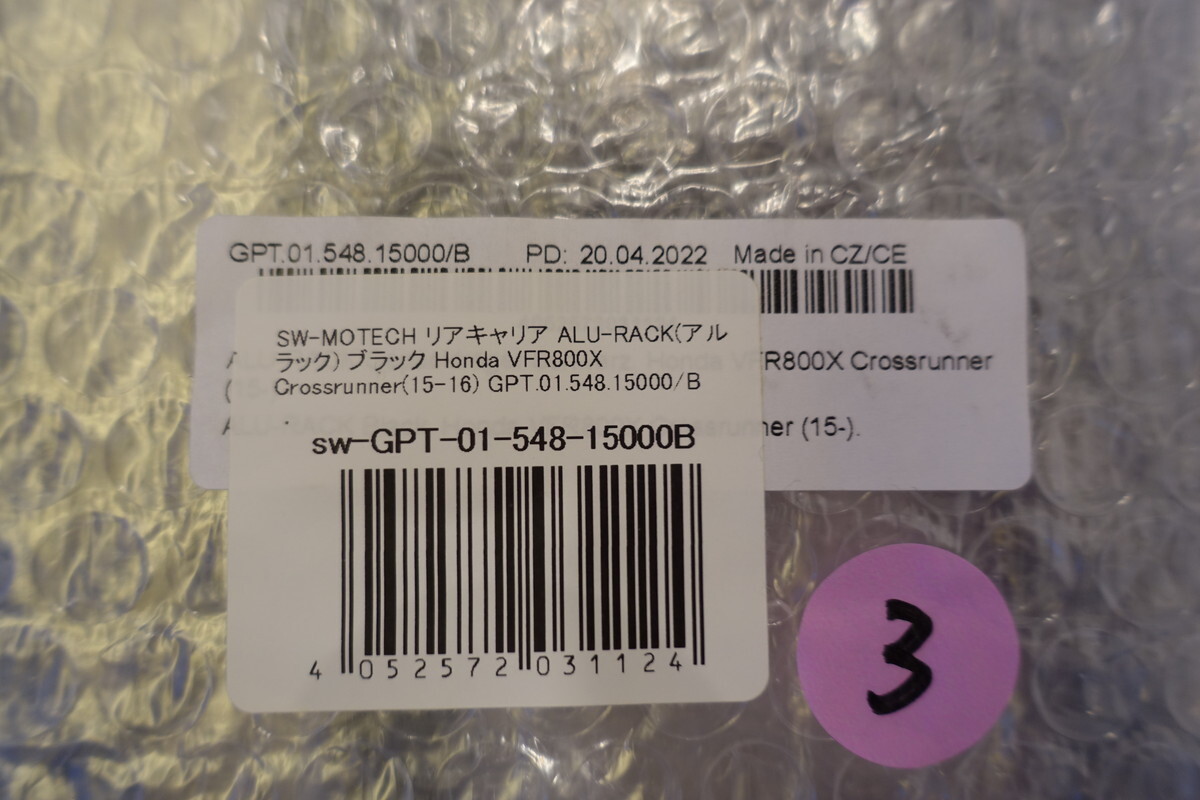 GPT.01.548.15000/B PD: 20.04.2022 Made in CZ/CE
Honda VFR800X Crossrunner
(15-).
SW-MOTECH リアキャリア ALU-RACK(アル
ラック) ブラック Honda VFR800X
Crossrunner(15-16) GPT.01.548.15000/B
sw-GPT-01-548-15000B
4 052572 031124
3